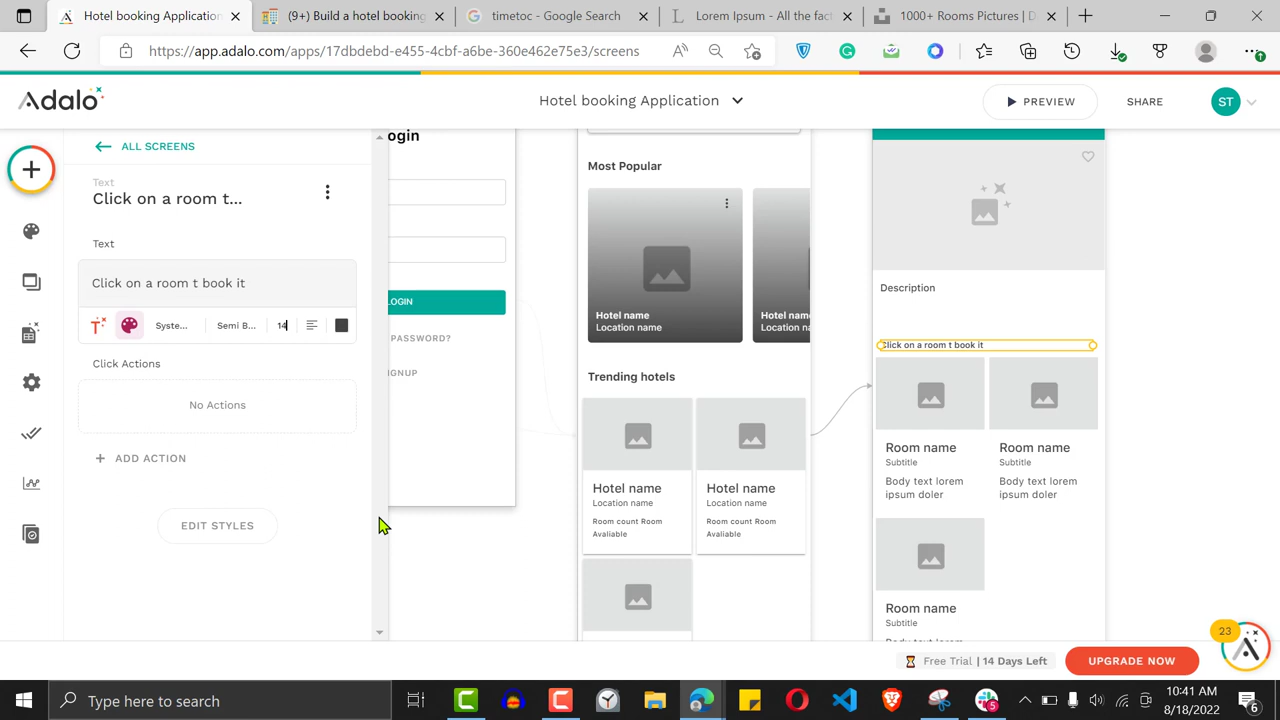 Hotel booking Application
(9+) Build a hotel booking
timetoc - Google Search
Lorem Ipsum - All the fact
1000+ Rooms Pictures | D
https://app.adalo.com/apps/17dbdebd-e455-4cbf-a6be-360e462e75e3/screens
Adalo
Hotel booking Application
PREVIEW
SHARE
ST
ALL SCREENS
Text
Click on a room t...
Text
Click on a room t book it
Syste...
Semi B...
14
Click Actions
No Actions
+ ADD ACTION
EDIT STYLES
ogin
LOGIN
PASSWORD?
SIGNUP
Most Popular
Hotel name
Location name
Hotel n
Location
Trending hotels
Hotel name
Location name
Room count Room
Avaliable
Hotel name
Location name
Room count Room
Avaliable
Description
Click on a room t book it
Room name
Subtitle
Body text lorem
ipsum doler
Room name
Subtitle
Body text lorem
ipsum doler
Room name
Subtitle
23
Free Trial | 14 Days Left
UPGRADE NOW
Type here to search
5
10:41 AM
8/18/2022
6